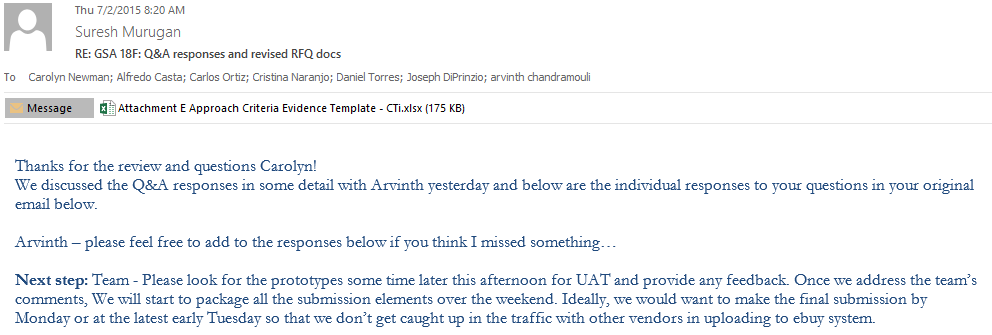 Thu 7/2/2015 8:20 AM
Suresh Murugan
RE: GSA 18F: Q&A responses and revised RFQ docs
To Carolyn Newman; Alfredo Casta; Carlos Ortiz; Cristina Naranjo; Daniel Torres; Joseph DiPrinzio; arvinth chandramouli
Message Attachment E Approach Criteria Evidence Template - CTi.xlsx (175 KB)
Thanks for the review and questions Carolyn!
We discussed the Q&A responses in some detail with Arvinth yesterday and below are the individual responses to your questions in your original
email below.
Arvinth – please feel free to add to the responses below if you think I missed something…
Next step: Team - Please look for the prototypes some time later this afternoon for UAT and provide any feedback. Once we address the team’s
comments, We will start to package all the submission elements over the weekend. Ideally, we would want to make the final submission by
Monday or at the latest early Tuesday so that we don’t get caught up in the traffic with other vendors in uploading to ebuy system.